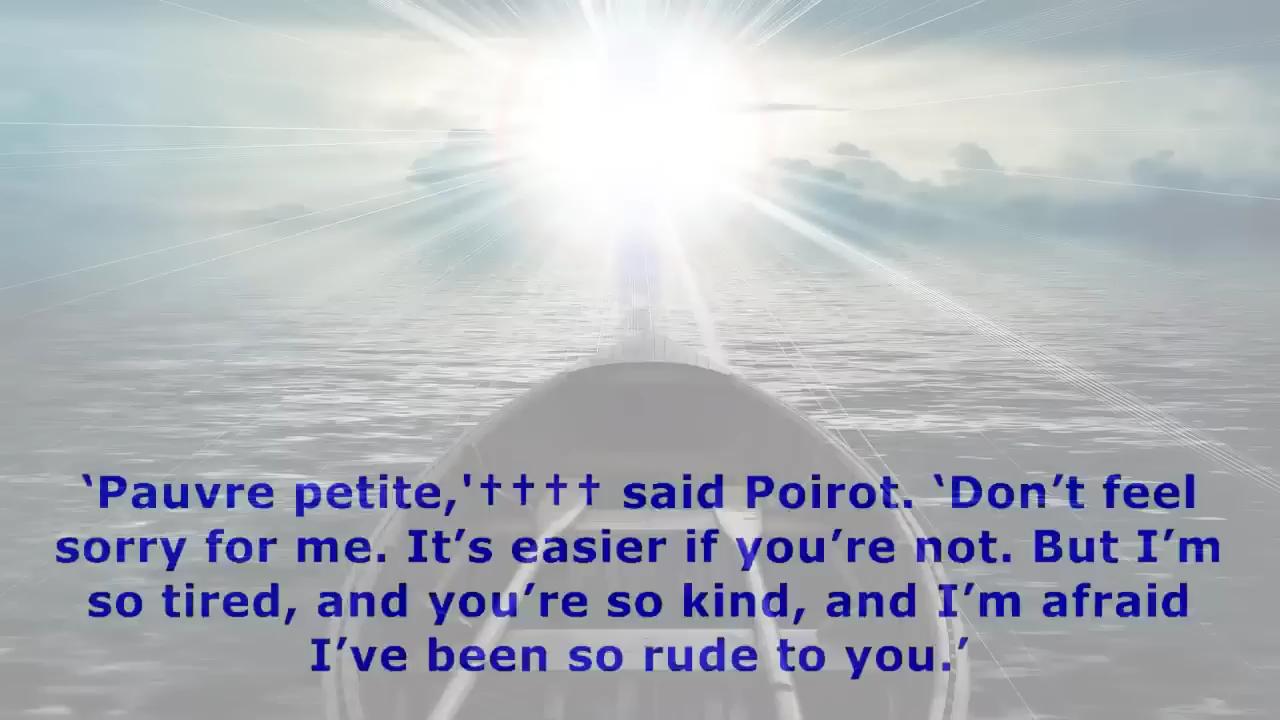 ‘Pauvre petite,'†††† said Poirot. ‘Don’t feel
sorry for me. It’s easier if you’re not. But I’m
so tired, and you’re so kind, and I’m afraid
I’ve been so rude to you.’